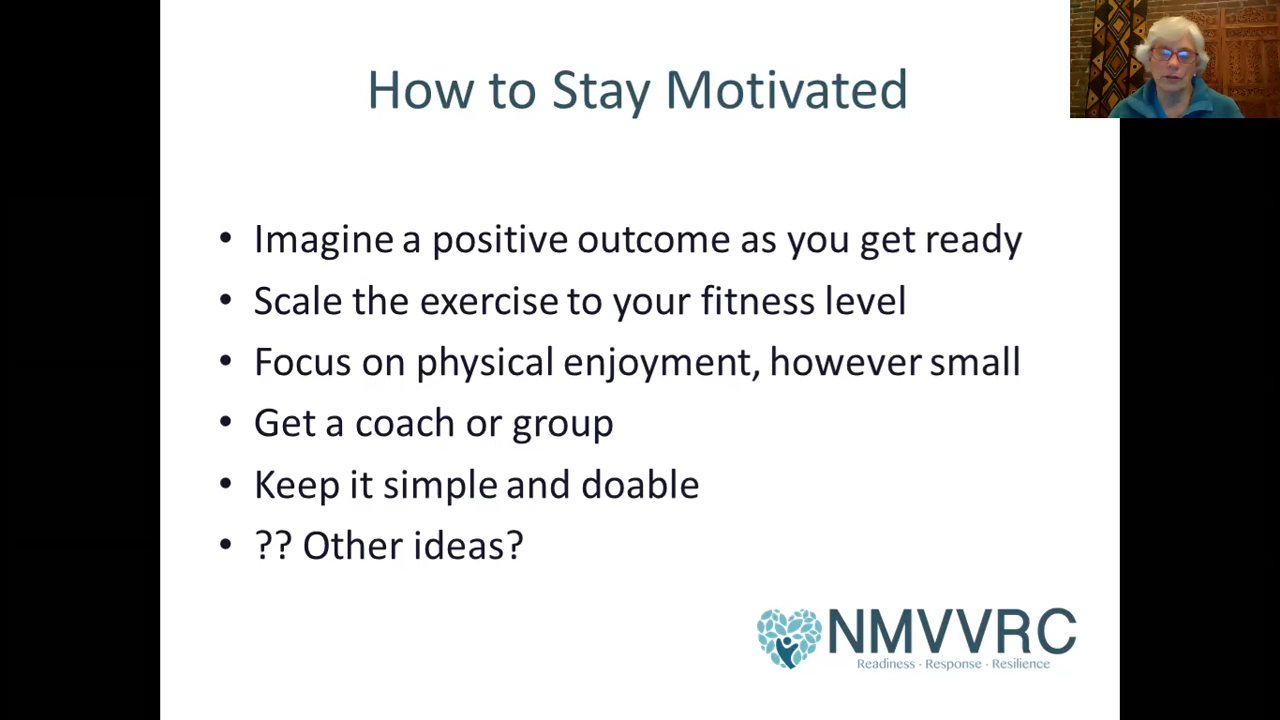 How to Stay Motivated
• Imagine a positive outcome as you get ready
• Scale the exercise to your fitness level
• Focus on physical enjoyment, however small
• Get a coach or group
• Keep it simple and doable
• ?? Other ideas?
NMVVRC
Readiness · Response · Resilience